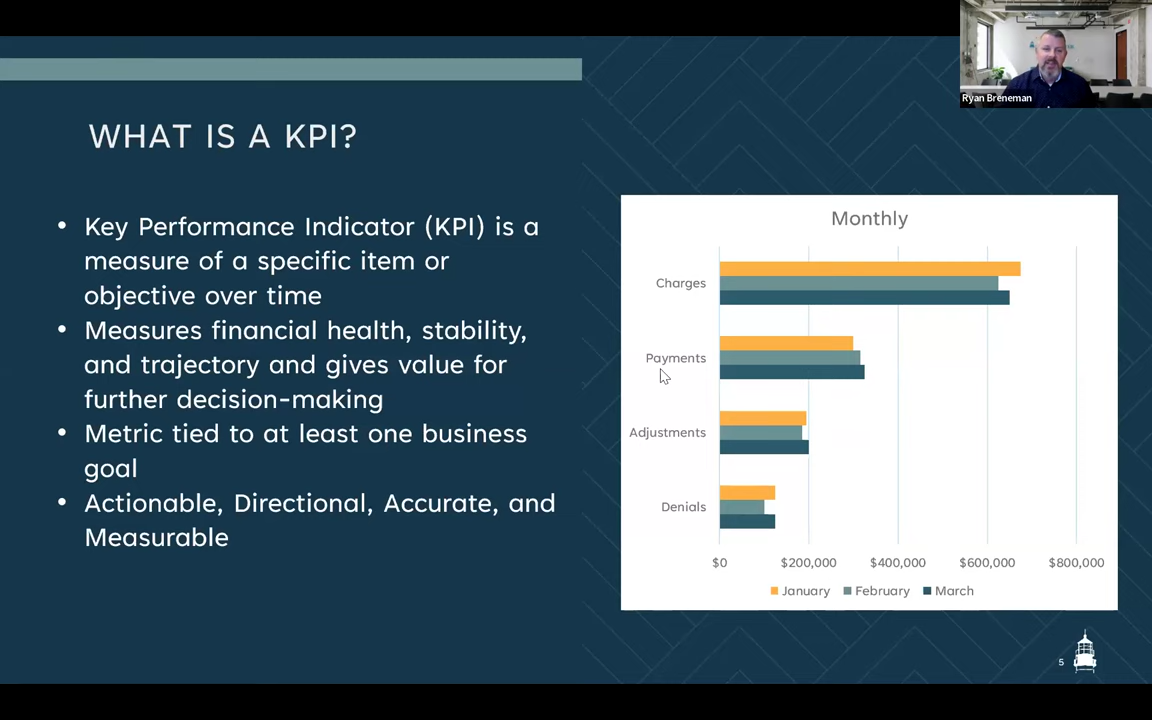 Ryan Breneman
WHAT IS A KPI?
• Key Performance Indicator (KPI) is a
measure of a specific item or
objective over time
• Measures financial health, stability,
and trajectory and gives value for
further decision-making
• Metric tied to at least one business
goal
• Actionable, Directional, Accurate, and
Measurable
Monthly
Charges
Payments
Adjustments
Denials
$0 $200,000 $400,000 $600,000 $800,000
January February March
5